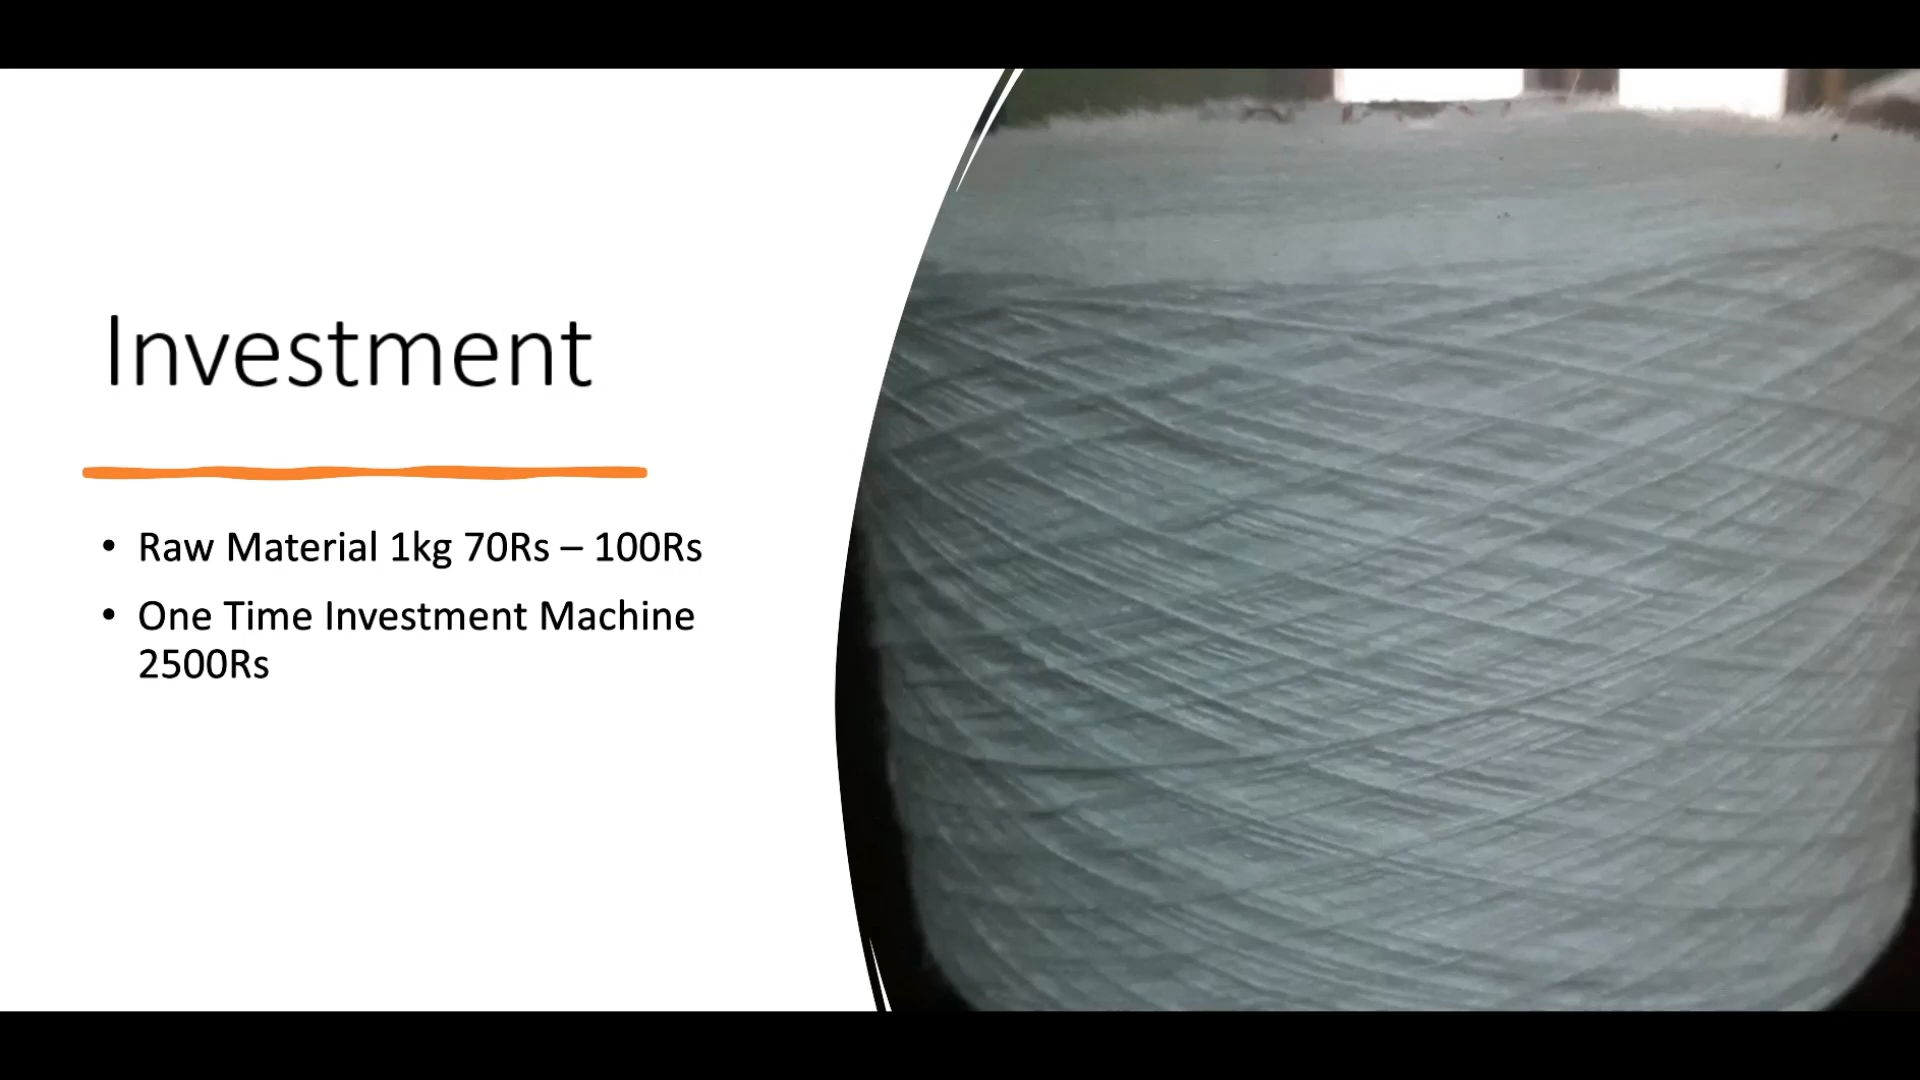 Investment
• Raw Material 1kg 70Rs – 100Rs
• One Time Investment Machine
2500Rs